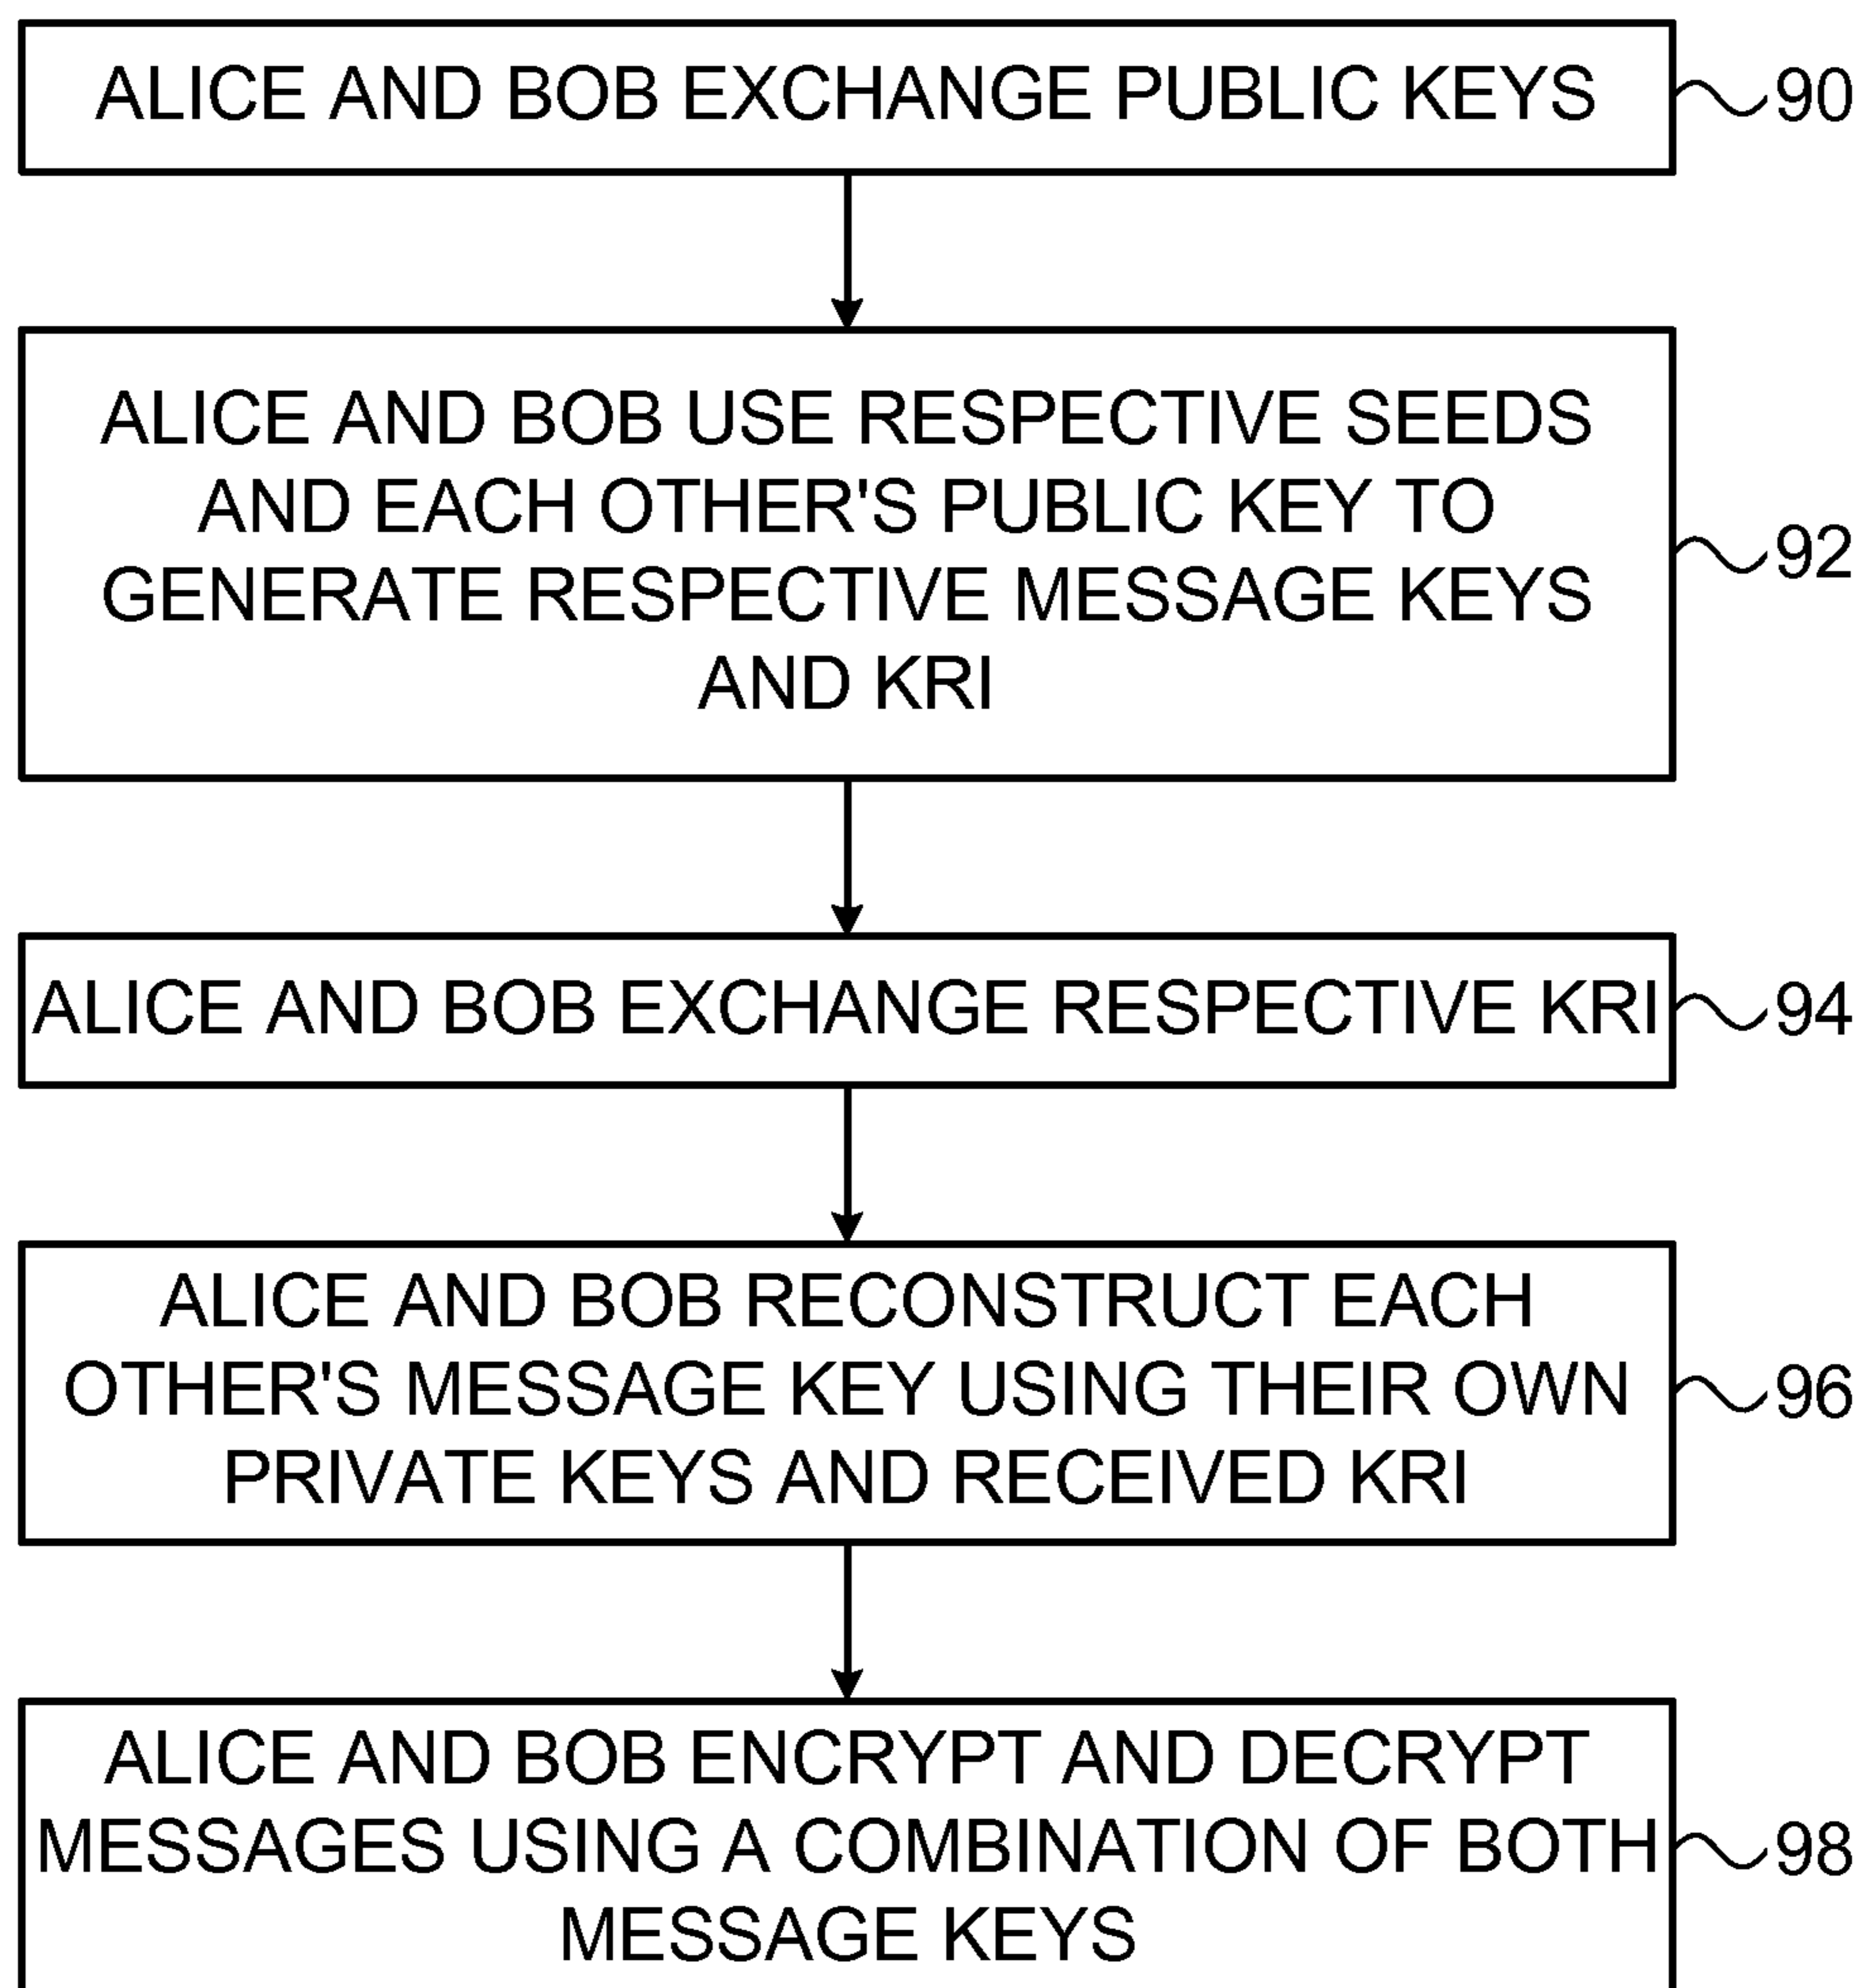 ALICE AND BOB EXCHANGE PUBLIC KEYS
90
ALICE AND BOB USE RESPECTIVE SEEDS
AND EACH OTHER'S PUBLIC KEY TO
GENERATE RESPECTIVE MESSAGE KEYS
AND KRI
92
ALICE AND BOB EXCHANGE RESPECTIVE KRI
94
ALICE AND BOB RECONSTRUCT EACH
OTHER'S MESSAGE KEY USING THEIR OWN
PRIVATE KEYS AND RECEIVED KRI
96
ALICE AND BOB ENCRYPT AND DECRYPT
MESSAGES USING A COMBINATION OF BOTH
MESSAGE KEYS
98